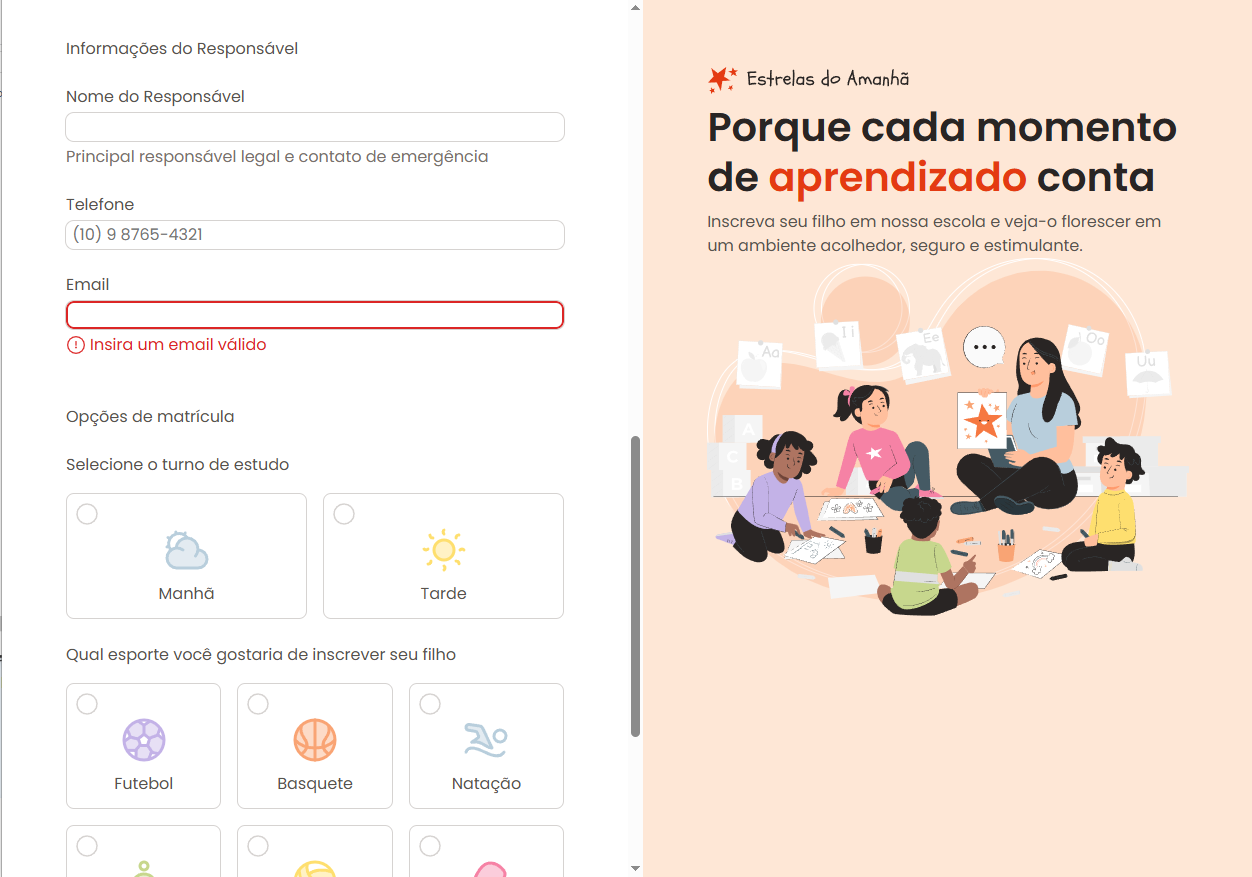 Informações do Responsável
Nome do Responsável
Principal responsável legal e contato de emergência
Telefone
(10) 9 8765-4321
Email
Insira um email válido
Opções de matrícula
Selecione o turno de estudo
Manhã
Tarde
Qual esporte você gostaria de inscrever seu filho
Futebol
Basquete
Natação
Estrelas do Amanhã
Porque cada momento
de aprendizado conta
Inscreva seu filho em nossa escola e veja-o florescer em
um ambiente acolhedor, seguro e estimulante.
Aa
Ii
Ee
Oo
Uu
A
C
B